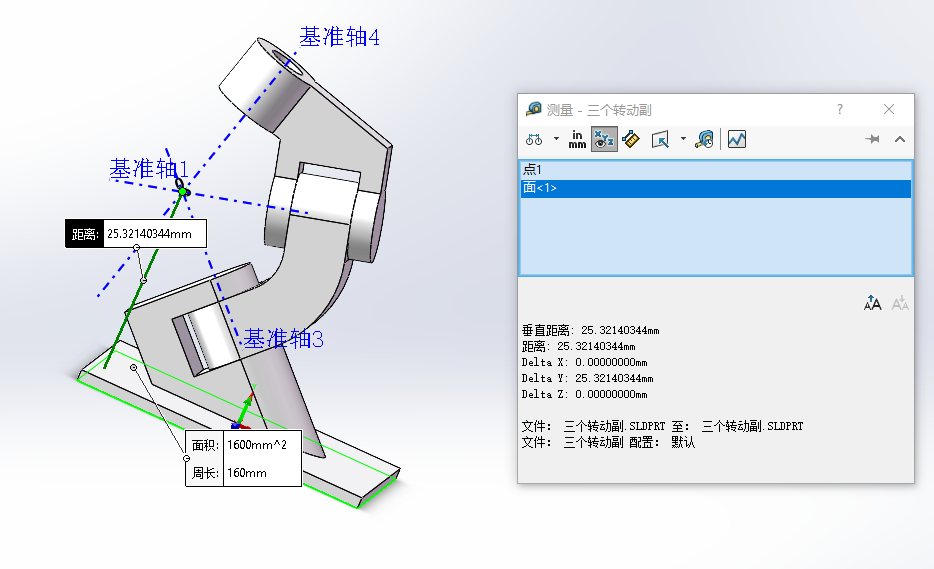 基准轴4
基准轴1
距离: 25.32140344mm
基准轴3
面积: 1600mm^2
周长: 160mm
测量 - 三个转动副
?
in
mm
XYZ
点1
面<1>
AA
AA
垂直距离: 25.32140344mm
距离: 25.32140344mm
Delta X: 0.00000000mm
Delta Y: 25.32140344mm
Delta Z: 0.00000000mm
文件: 三个转动副.SLDPRT 至: 三个转动副.SLDPRT
文件: 三个转动副 配置: 默认